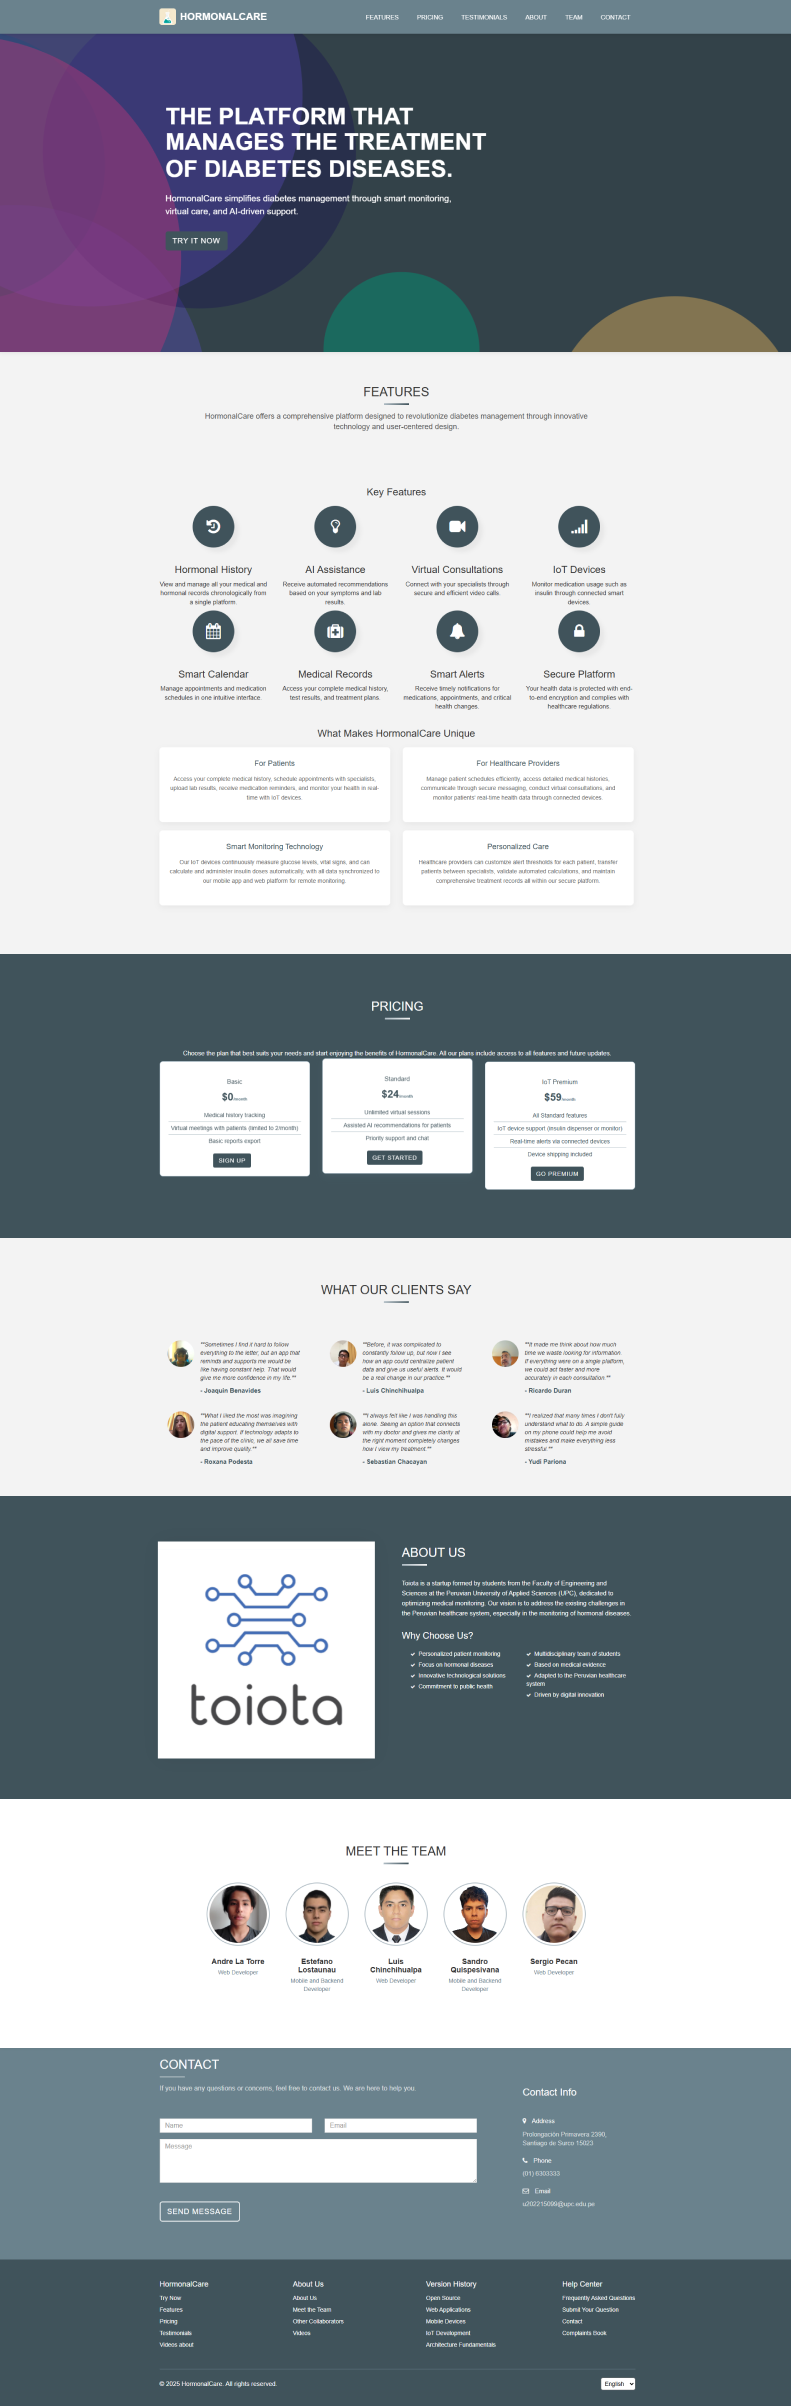 HORMONALCARE
FEATURES
PRICING
TESTIMONIALS
ABOUT
TEAM
CONTACT
THE PLATFORM THAT
MANAGES THE TREATMENT
OF DIABETES DISEASES.
HormonalCare simplifies diabetes management through smart monitoring,
virtual care, and AI-driven support.
TRY IT NOW
FEATURES
HormonalCare offers a comprehensive platform designed to revolutionize diabetes management through innovative
technology and user-centered design.
Key Features
Hormonal History
View and manage all your medical and
hormonal records chronologically from
a single platform.
AI Assistance
Receive automated recommendations
based on your symptoms and lab
results.
Virtual Consultations
Connect with your specialists through
secure and efficient video calls.
IoT Devices
Monitor medication usage such as
insulin through connected smart
devices.
Smart Calendar
Manage appointments and medication
schedules in one intuitive interface.
Medical Records
Access your complete medical history,
test results, and treatment plans.
Smart Alerts
Receive timely notifications for
medications, appointments, and critical
health changes.
Secure Platform
Your health data is protected with end-
to-end encryption and complies with
healthcare regulations.
What Makes HormonalCare Unique
For Patients
Access your complete medical history, schedule appointments with specialists,
upload lab results, receive medication reminders, and monitor your health in real-
time with IoT devices.
For Healthcare Providers
Manage patient schedules efficiently, access detailed medical histories,
communicate through secure messaging, conduct virtual consultations, and
monitor patients' real-time health data through connected devices.
Smart Monitoring Technology
Our IoT devices continuously measure glucose levels, vital signs, and can
calculate and administer insulin doses automatically, with all data synchronized to
our mobile app and web platform for remote monitoring.
Personalized Care
Healthcare providers can customize alert thresholds for each patient, transfer
patients between specialists, validate automated calculations, and maintain
comprehensive treatment records all within our secure platform.
PRICING
Choose the plan that best suits your needs and start enjoying the benefits of HormonalCare. All our plans include access to all features and future updates.
Basic
$0/month
Medical history tracking
Virtual meetings with patients (limited to 2/month)
Basic reports export
SIGN UP
Standard
$24/month
Unlimited virtual sessions
Assisted AI recommendations for patients
Priority support and chat
GET STARTED
IoT Premium
$59/month
All Standard features
IoT device support (insulin dispenser or monitor)
Real-time alerts via connected devices
Device shipping included
GO PREMIUM
WHAT OUR CLIENTS SAY
""Sometimes I find it hard to follow
everything to the letter, but an app that
reminds and supports me would be
like having constant help. That would
give me more confidence in my life.""
- Joaquin Benavides
""Before, it was complicated to
constantly follow up, but now I see
how an app could centralize patient
data and give us useful alerts. It would
be a real change in our practice.""
- Luis Chinchihualpa
""It made me think about how much
time we waste looking for information.
If everything were on a single platform,
we could act faster and more
accurately in each consultation.""
- Ricardo Duran
""What I liked the most was imagining
the patient educating themselves with
digital support. If technology adapts to
the pace of the clinic, we all save time
and improve quality.""
- Roxana Podesta
""I always felt like I was handling this
alone. Seeing an option that connects
with my doctor and gives me clarity at
the right moment completely changes
how I view my treatment.""
- Sebastian Chacayan
""I realized that many times I don't fully
understand what to do. A simple guide
on my phone could help me avoid
mistakes and make everything less
stressful.""
- Yudi Pariona
toiota
ABOUT US
Toiota is a startup formed by students from the Faculty of Engineering and
Sciences at the Peruvian University of Applied Sciences (UPC), dedicated to
optimizing medical monitoring. Our vision is to address the existing challenges in
the Peruvian healthcare system, especially in the monitoring of hormonal diseases.
Why Choose Us?
Personalized patient monitoring
Focus on hormonal diseases
Innovative technological solutions
Commitment to public health
Multidisciplinary team of students
Based on medical evidence
Adapted to the Peruvian healthcare
system
Driven by digital innovation
MEET THE TEAM
Andre La Torre
Web Developer
Estefano
Lostaunau
Mobile and Backend
Developer
Luis
Chinchihualpa
Web Developer
Sandro
Quispesivana
Mobile and Backend
Developer
Sergio Pecan
Web Developer
CONTACT
If you have any questions or concerns, feel free to contact us. We are here to help you.
Name
Email
Message
SEND MESSAGE
Contact Info
Address
Prolongación Primavera 2390,
Santiago de Surco 15023
Phone
(01) 6303333
Email
u202215099@upc.edu.pe
HormonalCare
Try Now
Features
Pricing
Testimonials
Videos about
About Us
About Us
Meet the Team
Other Collaborators
Videos
Version History
Open Source
Web Applications
Mobile Devices
IoT Development
Architecture Fundamentals
Help Center
Frequently Asked Questions
Submit Your Question
Contact
Complaints Book
© 2025 HormonalCare. All rights reserved.
English